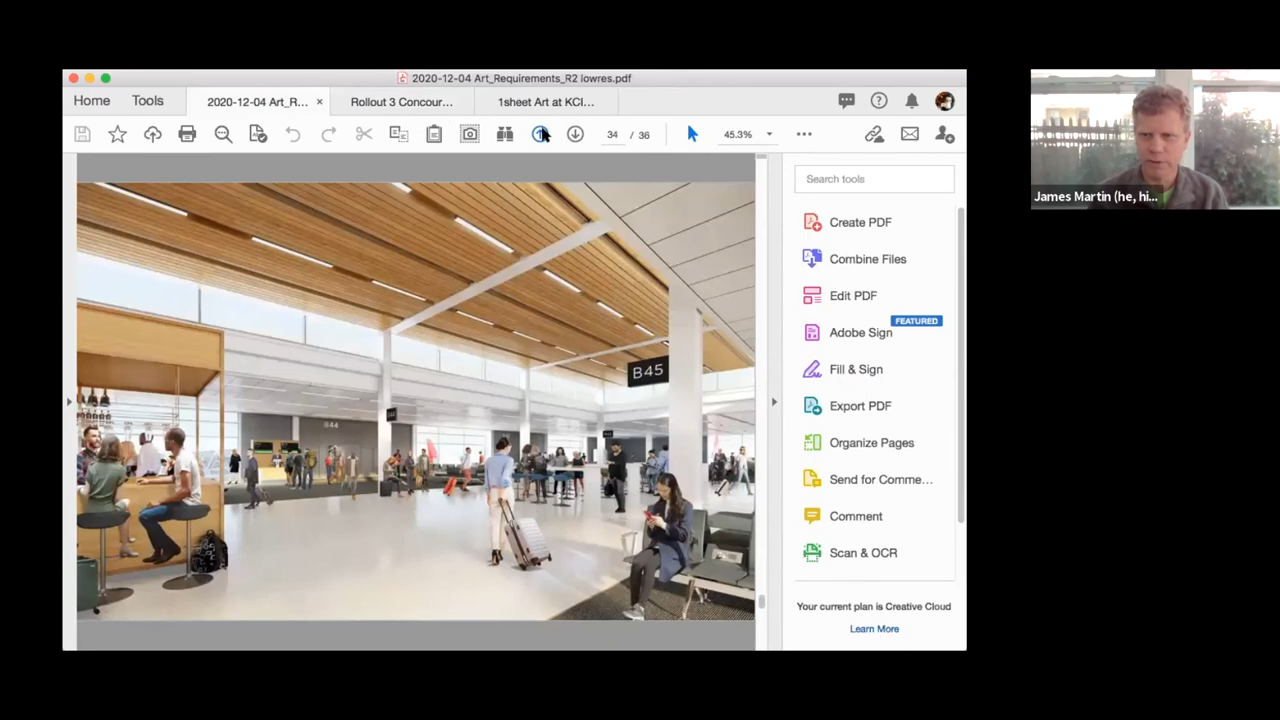 2020-12-04 Art_Requirements_R2 lowres.pdf
Home
Tools
2020-12-04 Art_R...
Rollout 3 Concour...
1sheet Art at KCI...
34 / 36
45.3%
Search tools
Create PDF
Combine Files
Edit PDF
FEATURED
Adobe Sign
Fill & Sign
Export PDF
Organize Pages
Send for Comme...
Comment
Scan & OCR
Your current plan is Creative Cloud
Learn More
B45
B44
James Martin (he, hi...